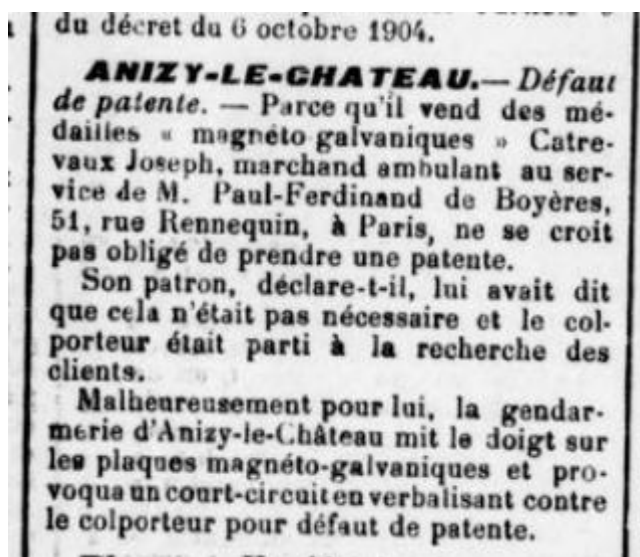 du décret du 6 octobre 1904.
ANIZY-LE-CHATEAU.— Défaut
de patente. — Parce qu'il vend des mé-
dailles « magnéto galvaniques » Catre-
vaux Joseph, marchand ambulant au ser-
vice de M. Paul-Ferdinand de Boyères,
51, rue Rennequin, à Paris, ne se croit
pas obligé de prendre une patente.
Son patron, déclare-t-il, lui avait dit
que cela n'était pas nécessaire et le col-
porteur était parti à la recherche des
clients.
Malheureusement pour lui, la gendar-
merie d'Anizy-le-Château mit le doigt sur
les plaques magnéto-galvaniques et pro-
voqua un court-circuit en verbalisant contre
le colporteur pour défaut de patente.